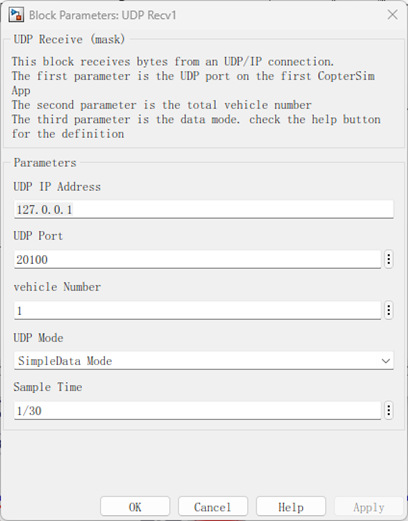 Block Parameters: UDP Recv1
UDP Receive (mask)
This block receives bytes from an UDP/IP connection.
The first parameter is the UDP port on the first CopterSim
App
The second parameter is the total vehicle number
The third parameter is the data mode. check the help button
for the definition
Parameters
UDP IP Address
127.0.0.1
UDP Port
20100
vehicle Number
1
UDP Mode
SimpleData Mode
Sample Time
1/30
OK
Cancel
Help
Apply